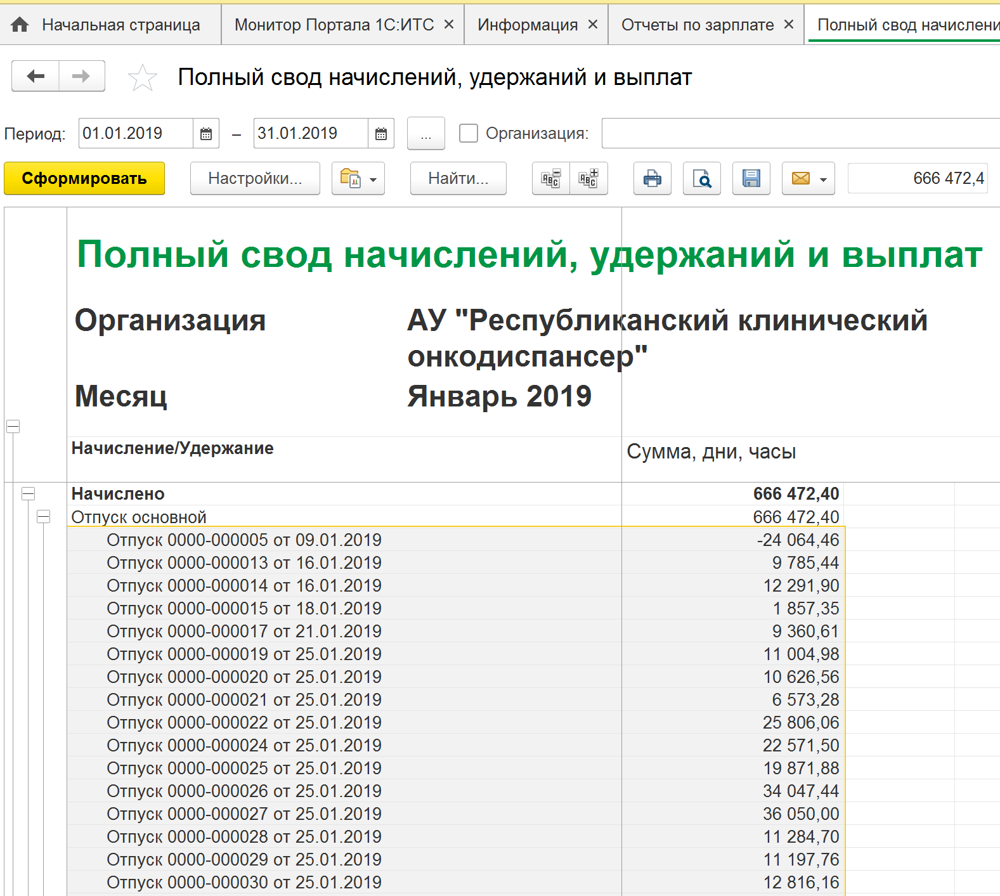 Начальная страница Монитор Портала 1С:ИТС × Информация × Отчеты по зарплате × Полный свод начислени
Полный свод начислений, удержаний и выплат
Период: 01.01.2019 – 31.01.2019 ... Организация:
Сформировать Настройки... Найти... 666 472,4
Полный свод начислений, удержаний и выплат
Организация АУ "Республиканский клинический
онкодиспансер"
Месяц Январь 2019
Начисление/Удержание Сумма, дни, часы
Начислено 666 472,40
Отпуск основной 666 472,40
Отпуск 0000-000005 от 09.01.2019 -24 064,46
Отпуск 0000-000013 от 16.01.2019 9 785,44
Отпуск 0000-000014 от 16.01.2019 12 291,90
Отпуск 0000-000015 от 18.01.2019 1 857,35
Отпуск 0000-000017 от 21.01.2019 9 360,61
Отпуск 0000-000019 от 25.01.2019 11 004,98
Отпуск 0000-000020 от 25.01.2019 10 626,56
Отпуск 0000-000021 от 25.01.2019 6 573,28
Отпуск 0000-000022 от 25.01.2019 25 806,06
Отпуск 0000-000024 от 25.01.2019 22 571,50
Отпуск 0000-000025 от 25.01.2019 19 871,88
Отпуск 0000-000026 от 25.01.2019 34 047,44
Отпуск 0000-000027 от 25.01.2019 36 050,00
Отпуск 0000-000028 от 25.01.2019 11 284,70
Отпуск 0000-000029 от 25.01.2019 11 197,76
Отпуск 0000-000030 от 25.01.2019 12 816,16